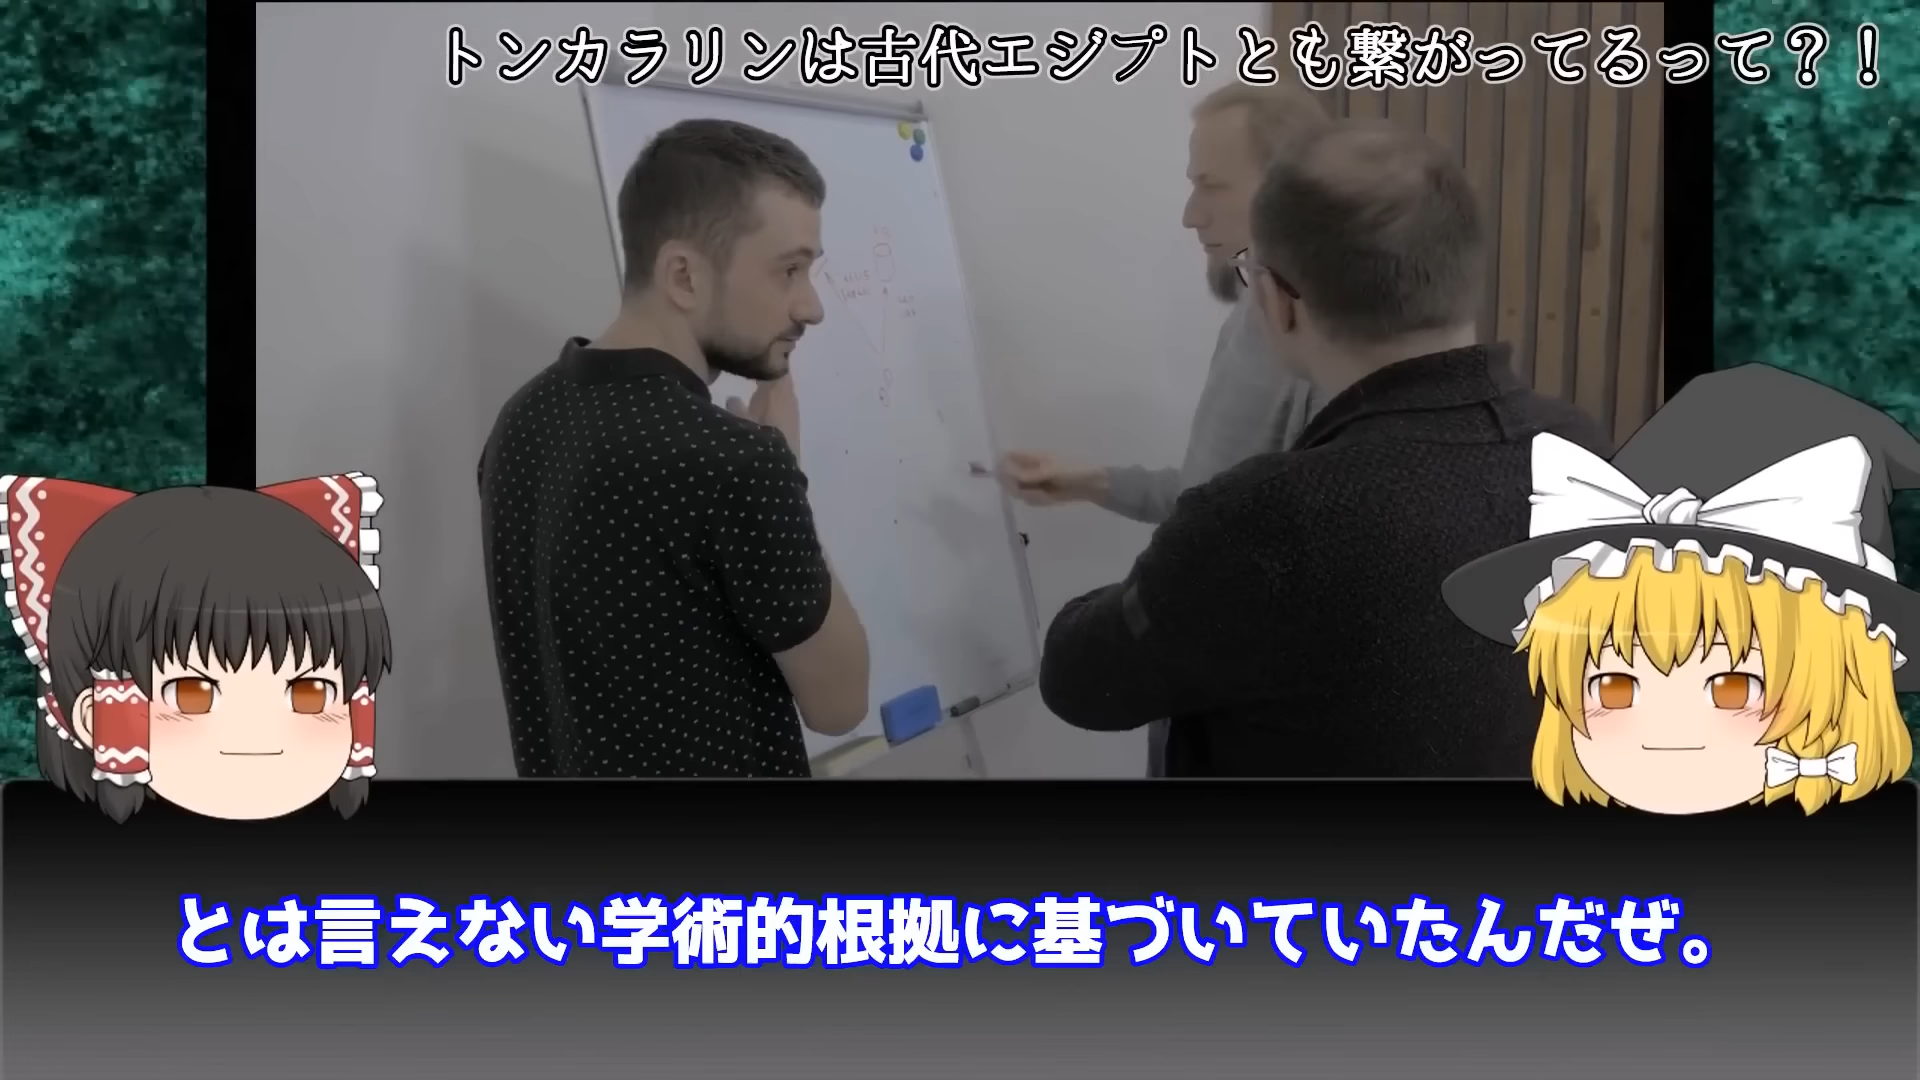 トンカラリンは古代エジプトとも繋がってるって？！
とは言えない学術的根拠に基づいていたんだぜ。